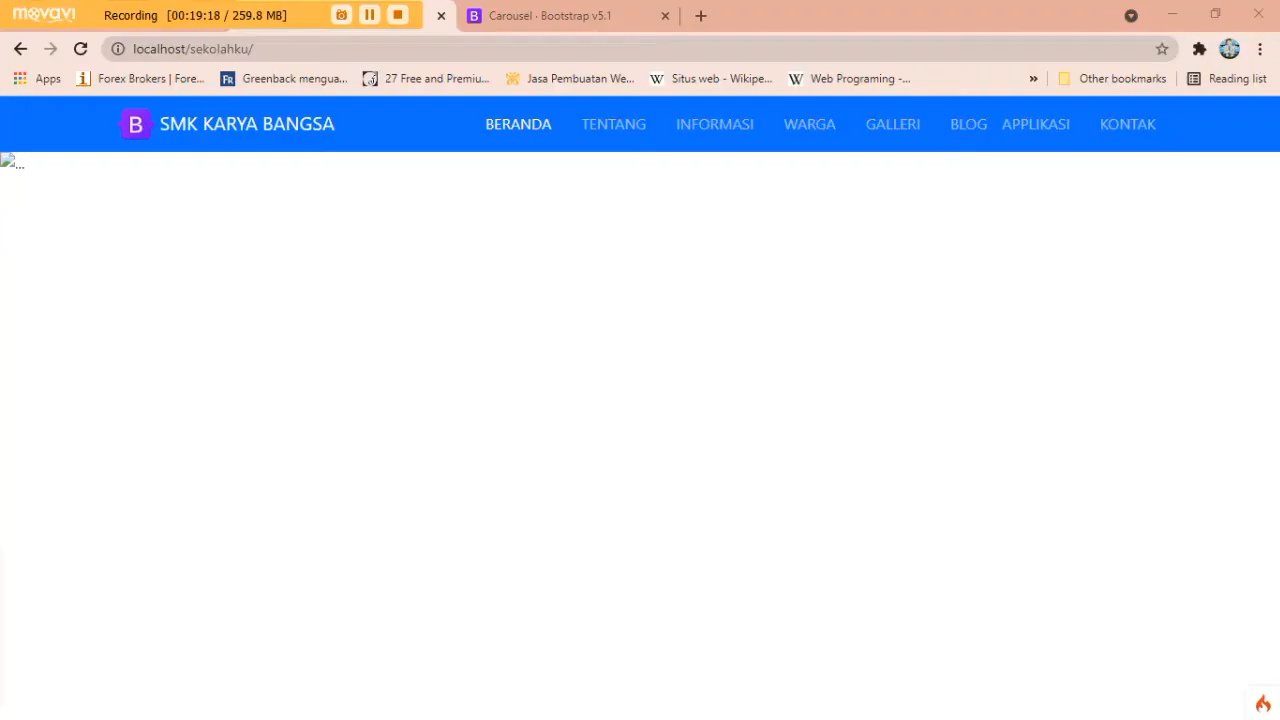 movavi Recording [00:19:18 / 259.8 MB] Carousel · Bootstrap v5.1
localhost/sekolahku/
Apps Forex Brokers | Fore... FR Greenback mengua... 27 Free and Premiu... Jasa Pembuatan We... W Situs web - Wikipe... W Web Programing -... » Other bookmarks Reading list
B SMK KARYA BANGSA BERANDA TENTANG INFORMASI WARGA GALLERI BLOG APPLIKASI KONTAK
...